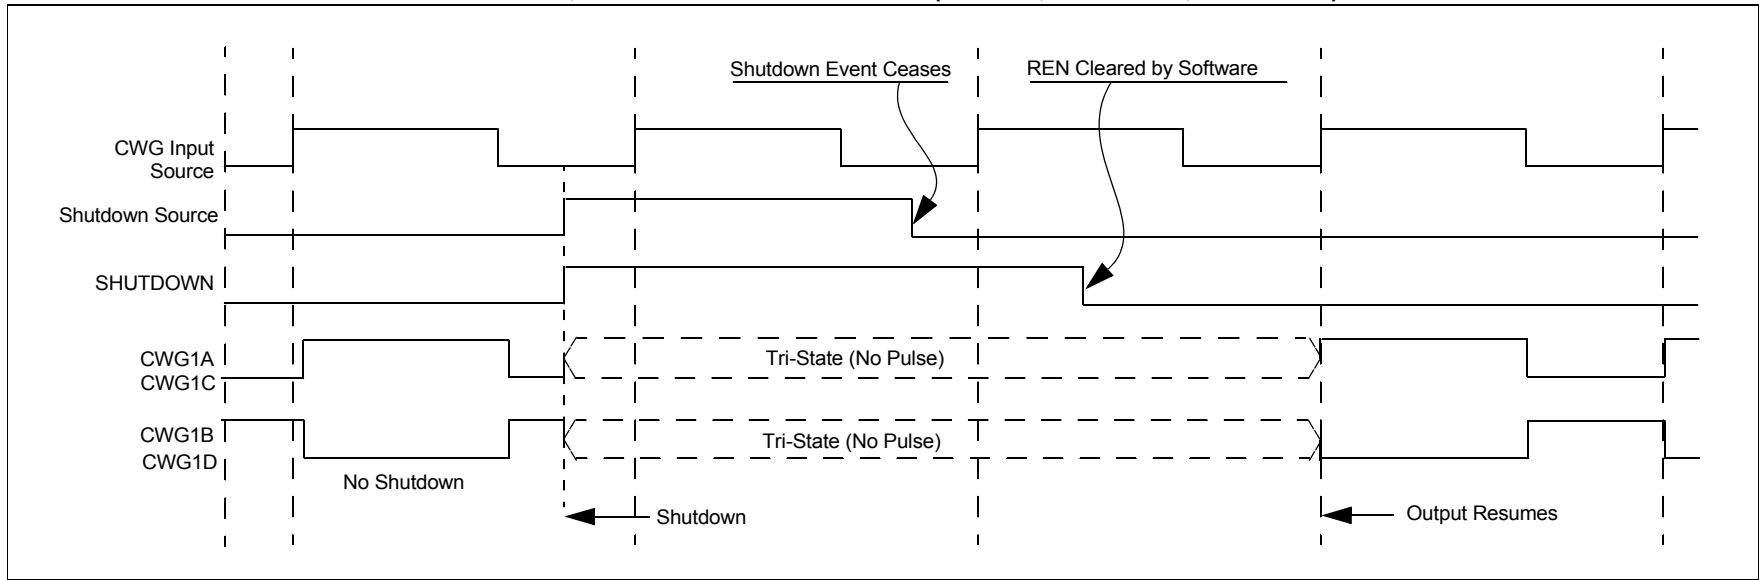 Shutdown Event Ceases
REN Cleared by Software
CWG Input
Source
Shutdown Source
SHUTDOWN
CWG1A
CWG1C
Tri-State (No Pulse)
CWG1B
CWG1D
Tri-State (No Pulse)
No Shutdown
Shutdown
Output Resumes